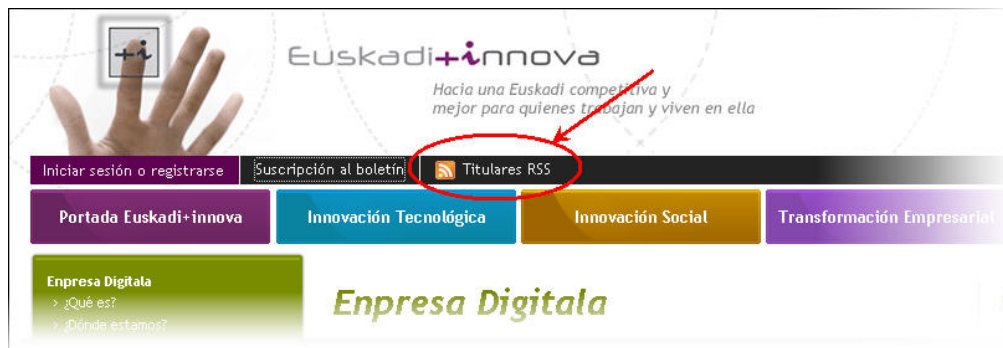 +i
Euskadi+innova
Hacia una Euskadi competitiva y
mejor para quienes trabajan y viven en ella
Iniciar sesión o registrarse
Suscripción al boletín
Titulares RSS
Portada Euskadi+innova
Innovación Tecnológica
Innovación Social
Transformación Empresarial
Enpresa Digitala
> ¿Qué es?
> ¿Dónde estamos?
Enpresa Digitala